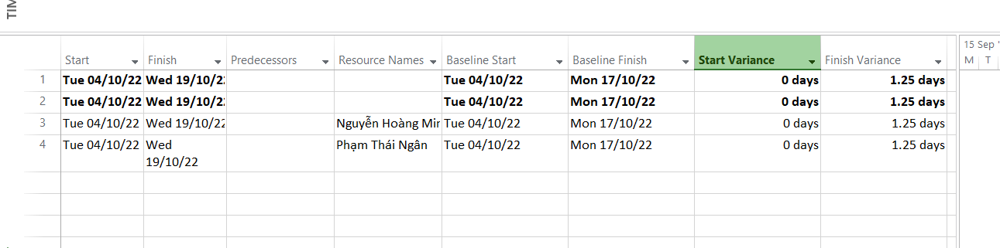 TIM
15 Sep '
Start Finish Predecessors Resource Names Baseline Start Baseline Finish Start Variance Finish Variance M T
1 Tue 04/10/22 Wed 19/10/22 Tue 04/10/22 Mon 17/10/22 0 days 1.25 days
2 Tue 04/10/22 Wed 19/10/22 Tue 04/10/22 Mon 17/10/22 0 days 1.25 days
3 Tue 04/10/22 Wed 19/10/22 Nguyễn Hoàng Min Tue 04/10/22 Mon 17/10/22 0 days 1.25 days
4 Tue 04/10/22 Wed Phạm Thái Ngân Tue 04/10/22 Mon 17/10/22 0 days 1.25 days
19/10/22